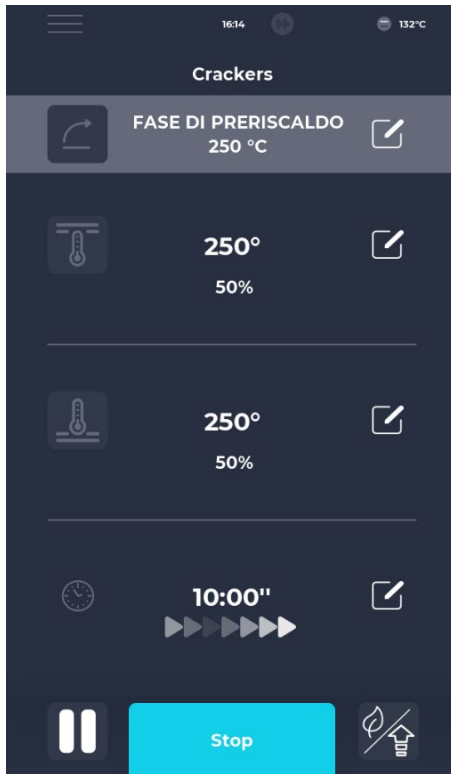 16:14
132°C
Crackers
FASE DI PRERISCALDO
250 °C
250°
50%
250°
50%
10:00''
Stop